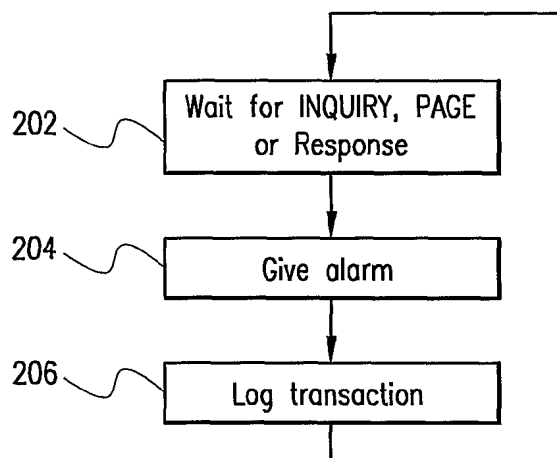 202
Wait for INQUIRY, PAGE
or Response
204
Give alarm
206
Log transaction